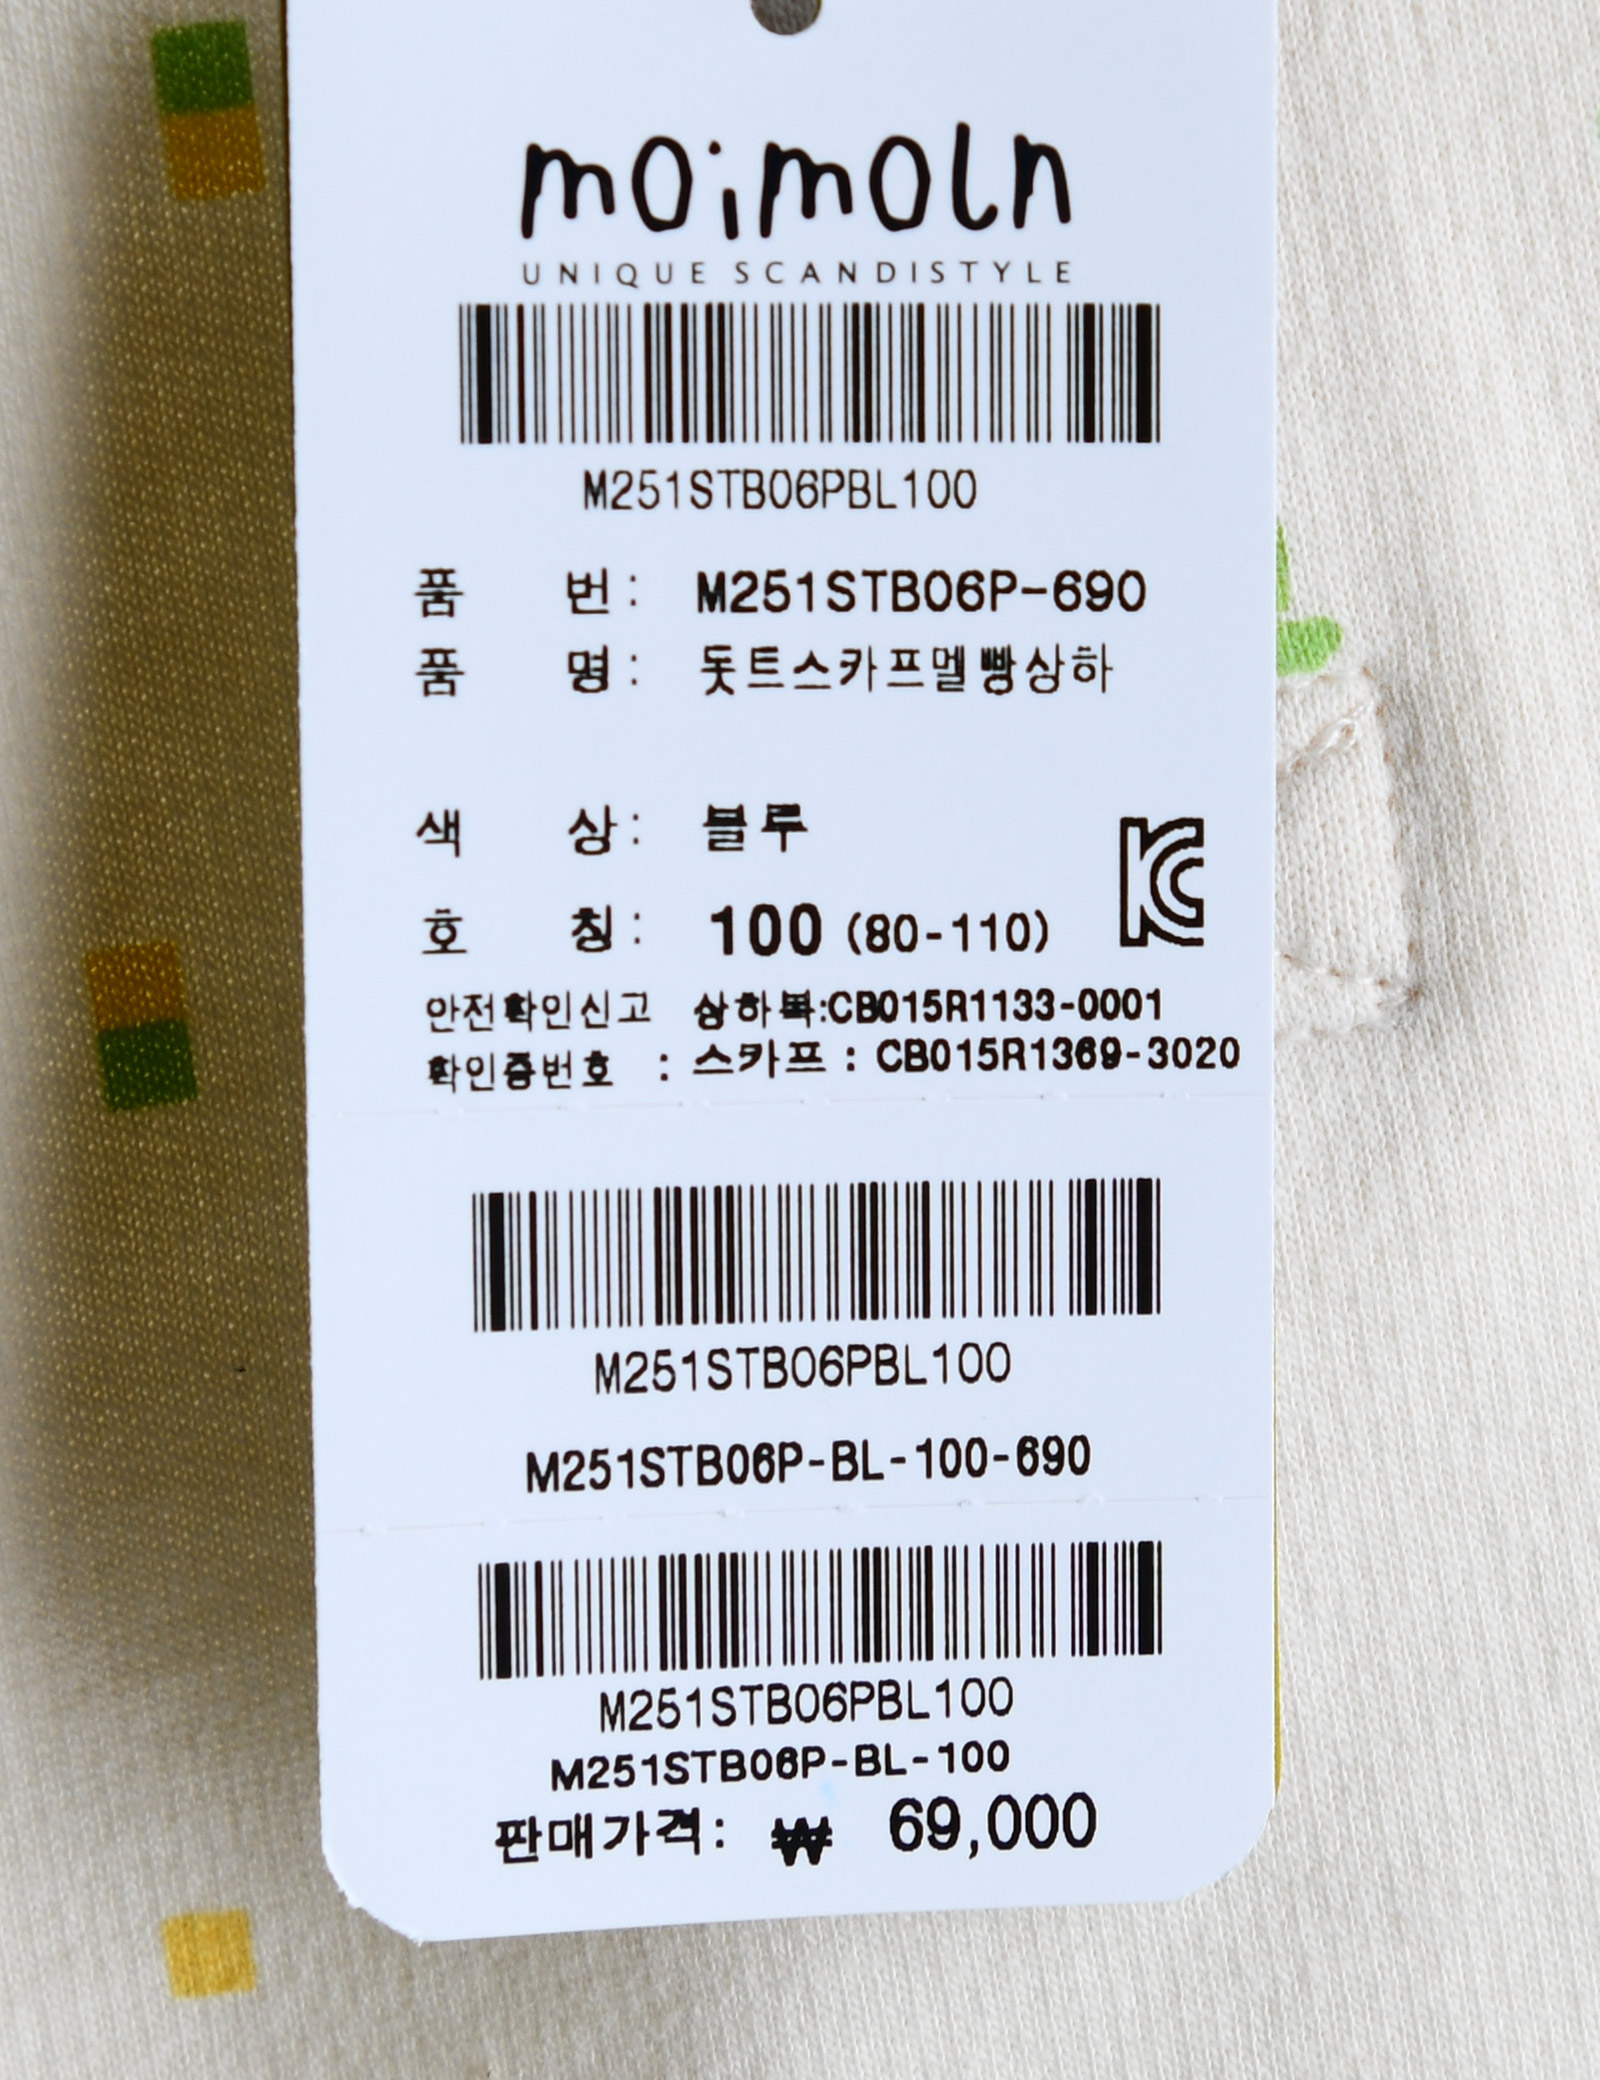 moimoln
UNIQUE SCANDISTYLE
M251STB06PBL100
품 번: M251STB06P-690
품 명: 돗트스카프멜빵상하
색 상: 블루
호 칭: 100 (80-110)
안전확인신고 상하복:CB015R1133-0001
확인증번호 : 스카프 : CB015R1369-3020
M251STB06PBL100
M251STB06P-BL-100-690
M251STB06PBL100
M251STB06P-BL-100
판매가격: ₩ 69,000